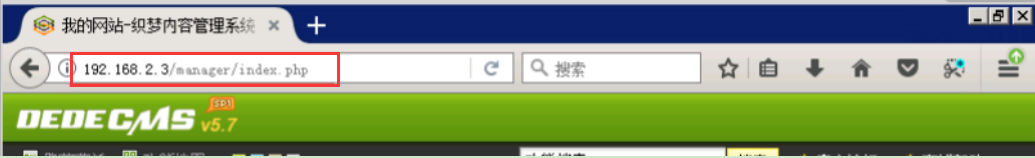 我的网站-织梦内容管理系统
192.168.2.3/manager/index.php
搜索
DEDECMS v5.7 SP1